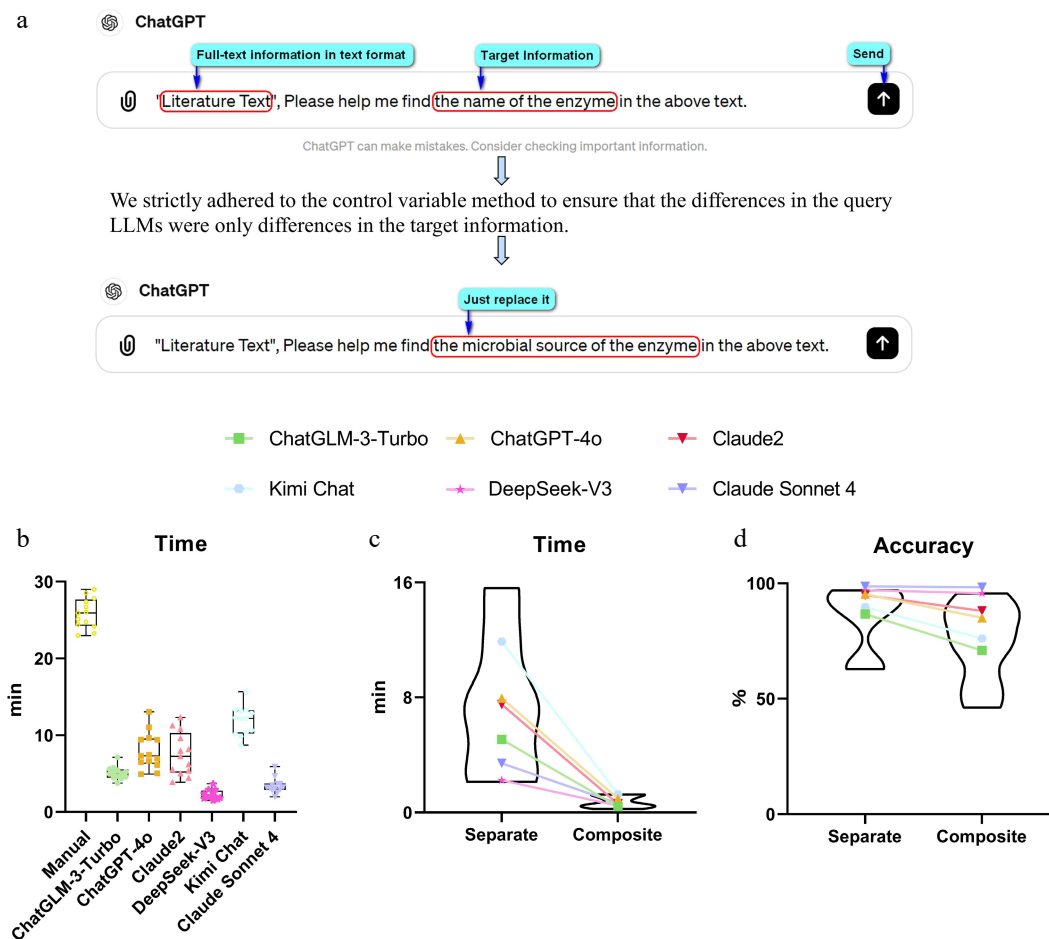 a
ChatGPT
Full-text information in text format
Target Information
Send
"Literature Text", Please help me find the name of the enzyme in the above text.
ChatGPT can make mistakes. Consider checking important information.
We strictly adhered to the control variable method to ensure that the differences in the query
LLMs were only differences in the target information.
ChatGPT
Just replace it
"Literature Text", Please help me find the microbial source of the enzyme in the above text.
ChatGLM-3-Turbo
ChatGPT-4o
Claude2
Kimi Chat
DeepSeek-V3
Claude Sonnet 4
b
Time
min
30
20
10
0
Manual
ChatGLM-3-Turbo
ChatGPT-4o
Claude2
DeepSeek-V3
Kimi Chat
Claude Sonnet 4
c
Time
min
16
8
0
Separate
Composite
d
Accuracy
%
100
50
0
Separate
Composite